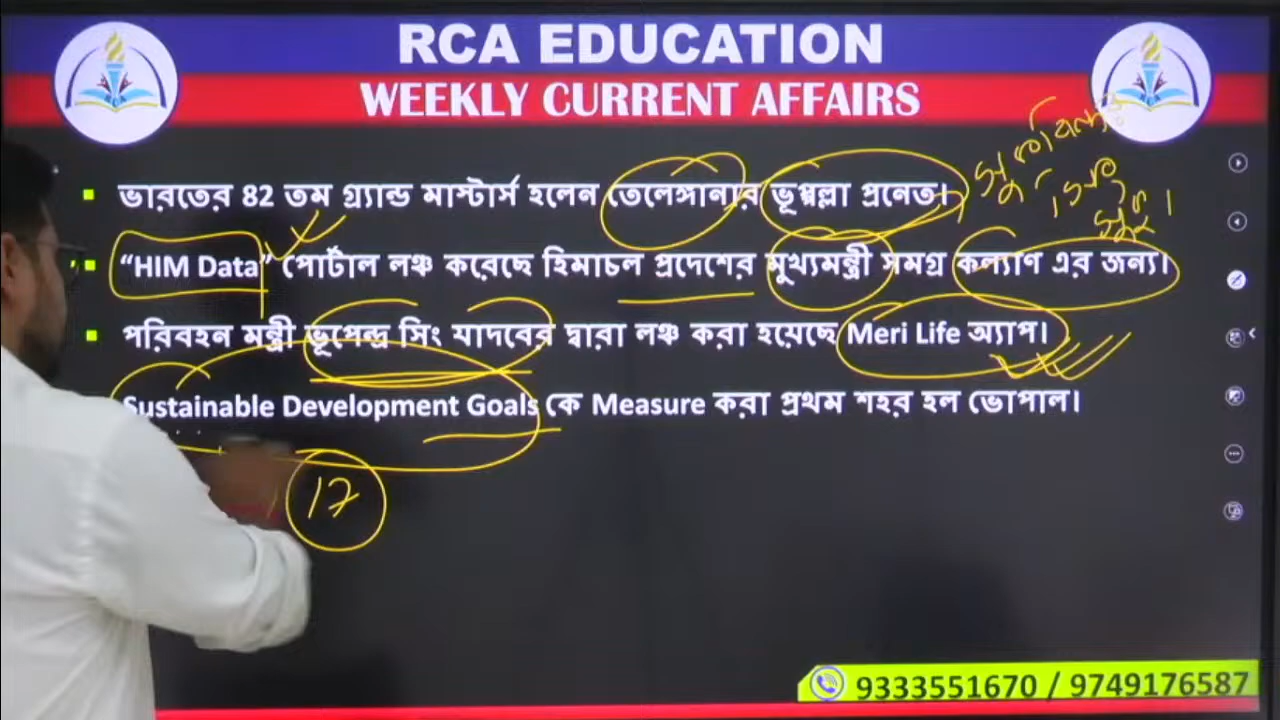 RCA EDUCATION
WEEKLY CURRENT AFFAIRS
ভারতের 82 তম গ্র্যান্ড মাস্টার্স হলেন তেলেঙ্গানার ভূপ্পল্লা প্রনেত।
“HIM Data” পোর্টাল লঞ্চ করেছে হিমাচল প্রদেশের মুখ্যমন্ত্রী সমগ্র কল্যাণ এর জন্য।
পরিবহন মন্ত্রী ভূপেন্দ্র সিং যাদবের দ্বারা লঞ্চ করা হয়েছে Meri Life অ্যাপ।
Sustainable Development Goals কে Measure করা প্রথম শহর হল ভোপাল।
17
9333551670 / 9749176587